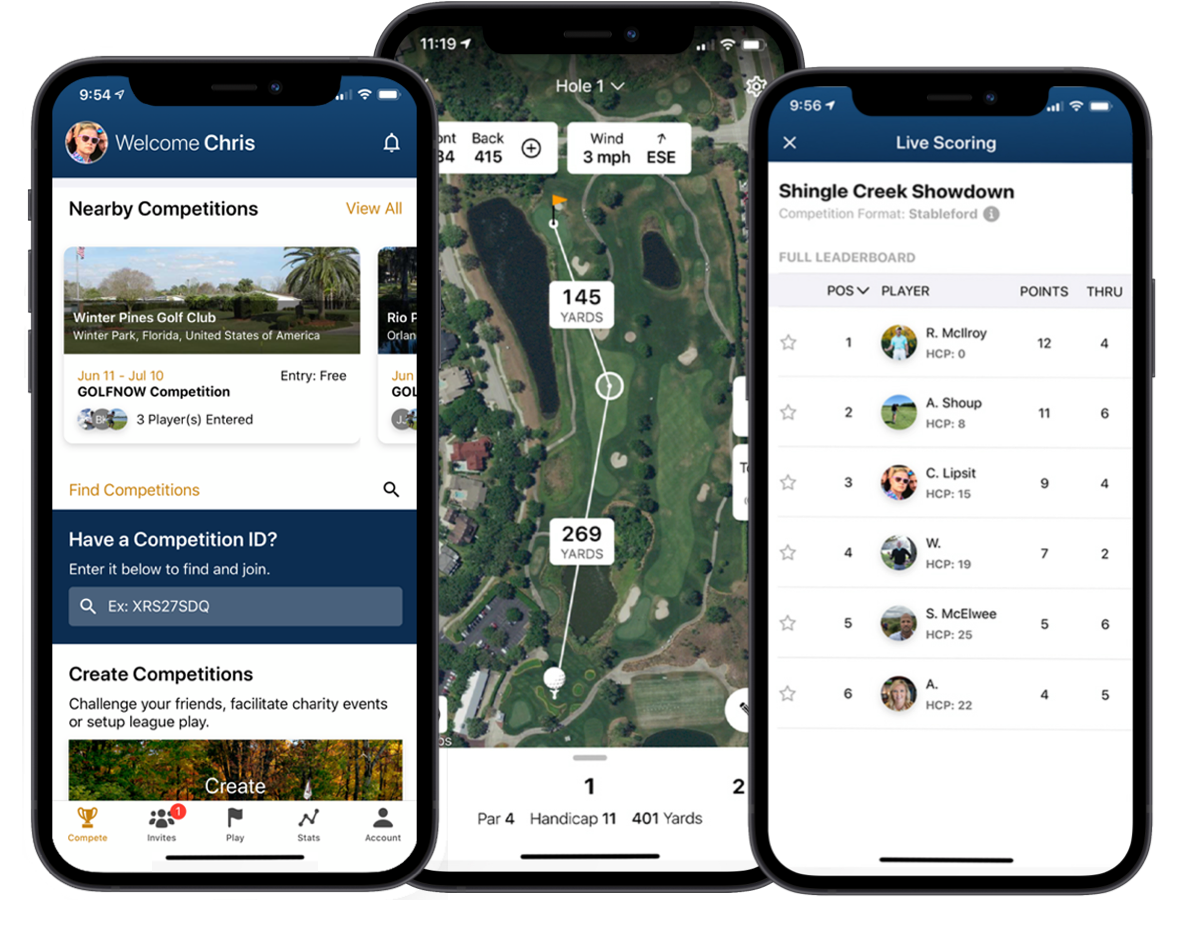 9:54
Welcome Chris
Nearby Competitions
View All
Winter Pines Golf Club
Winter Park, Florida, United States of America
Jun 11 - Jul 10
Entry: Free
GOLFNOW Competition
3 Player(s) Entered
Rio P
Orlan
Jun
GOL
Find Competitions
Have a Competition ID?
Enter it below to find and join.
Ex: XRS27SDQ
Create Competitions
Challenge your friends, facilitate charity events
or setup league play.
Create
1
Compete
Invites
Play
Stats
Account
11:19
Hole 1
ont
34
Back
415
Wind
3 mph
ESE
145
YARDS
269
YARDS
1
2
Par 4
Handicap 11
401 Yards
9:56
Live Scoring
Shingle Creek Showdown
Competition Format: Stableford
FULL LEADERBOARD
POS PLAYER POINTS THRU
1 R. McIlroy 12 4
HCP: 0
2 A. Shoup 11 6
HCP: 8
3 C. Lipsit 9 4
HCP: 15
4 W. 7 2
HCP: 19
5 S. McElwee 5 6
HCP: 25
6 A. 4 5
HCP: 22